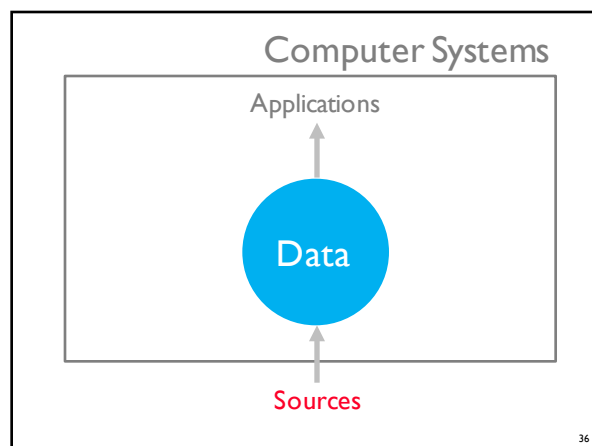 Computer Systems
Applications
Data
Sources
36